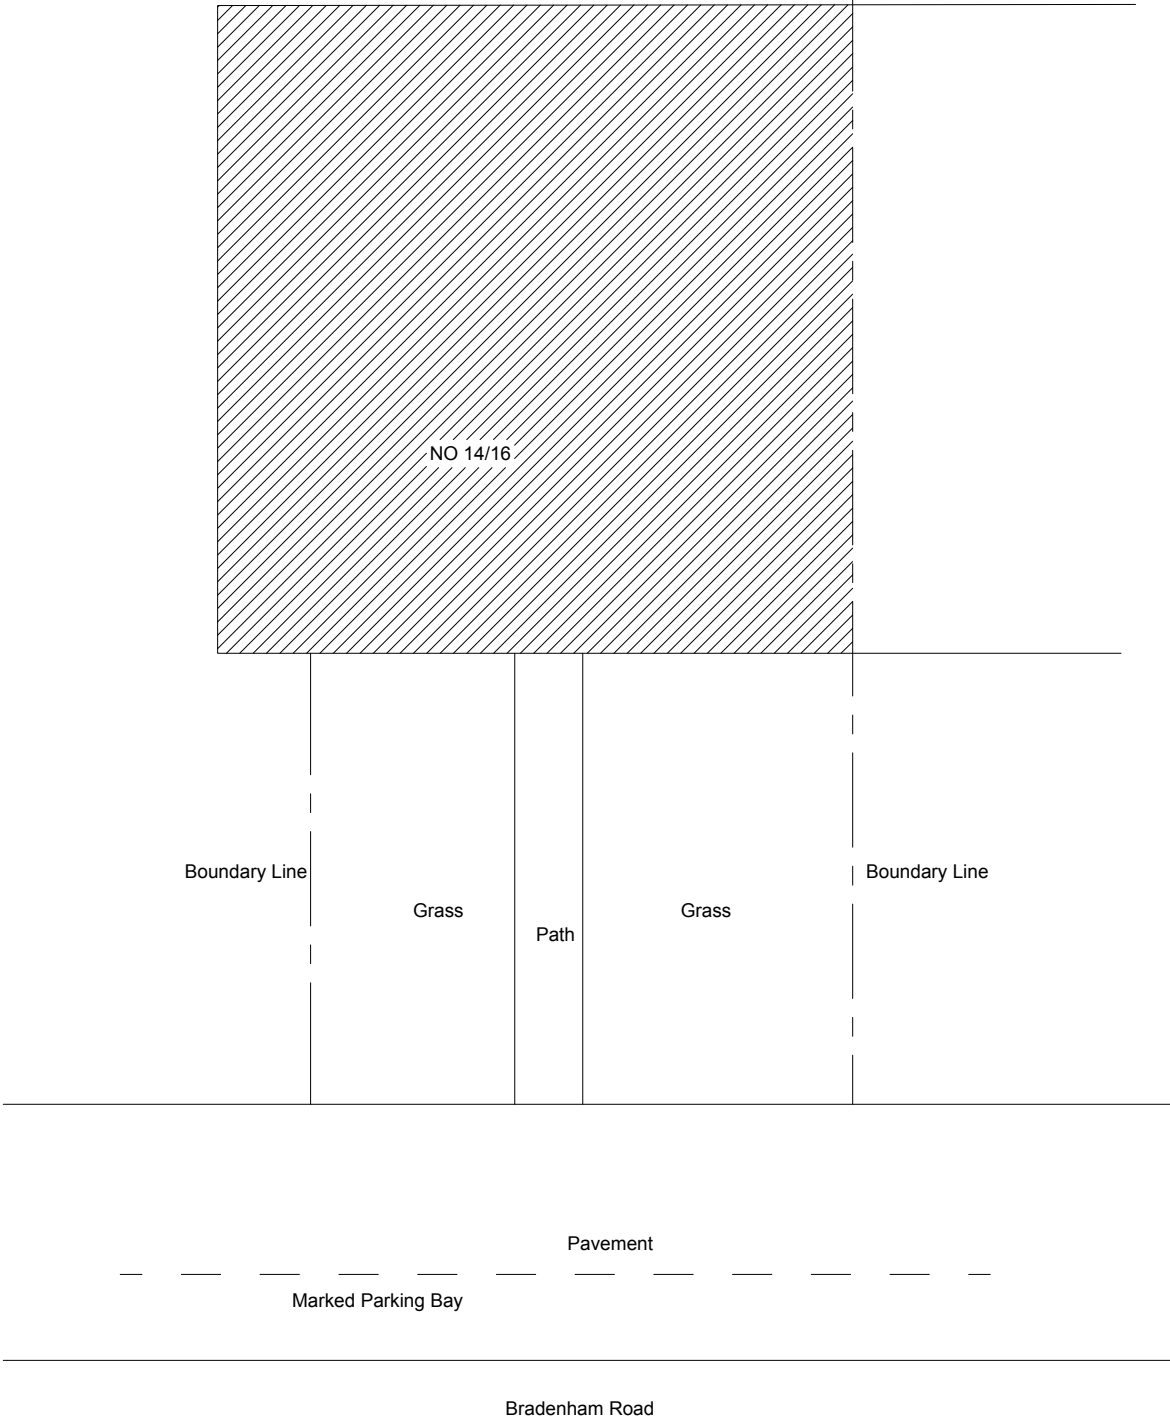 NO 14/16
Boundary Line
Boundary Line
Grass
Grass
Path
Pavement
Marked Parking Bay
Bradenham Road